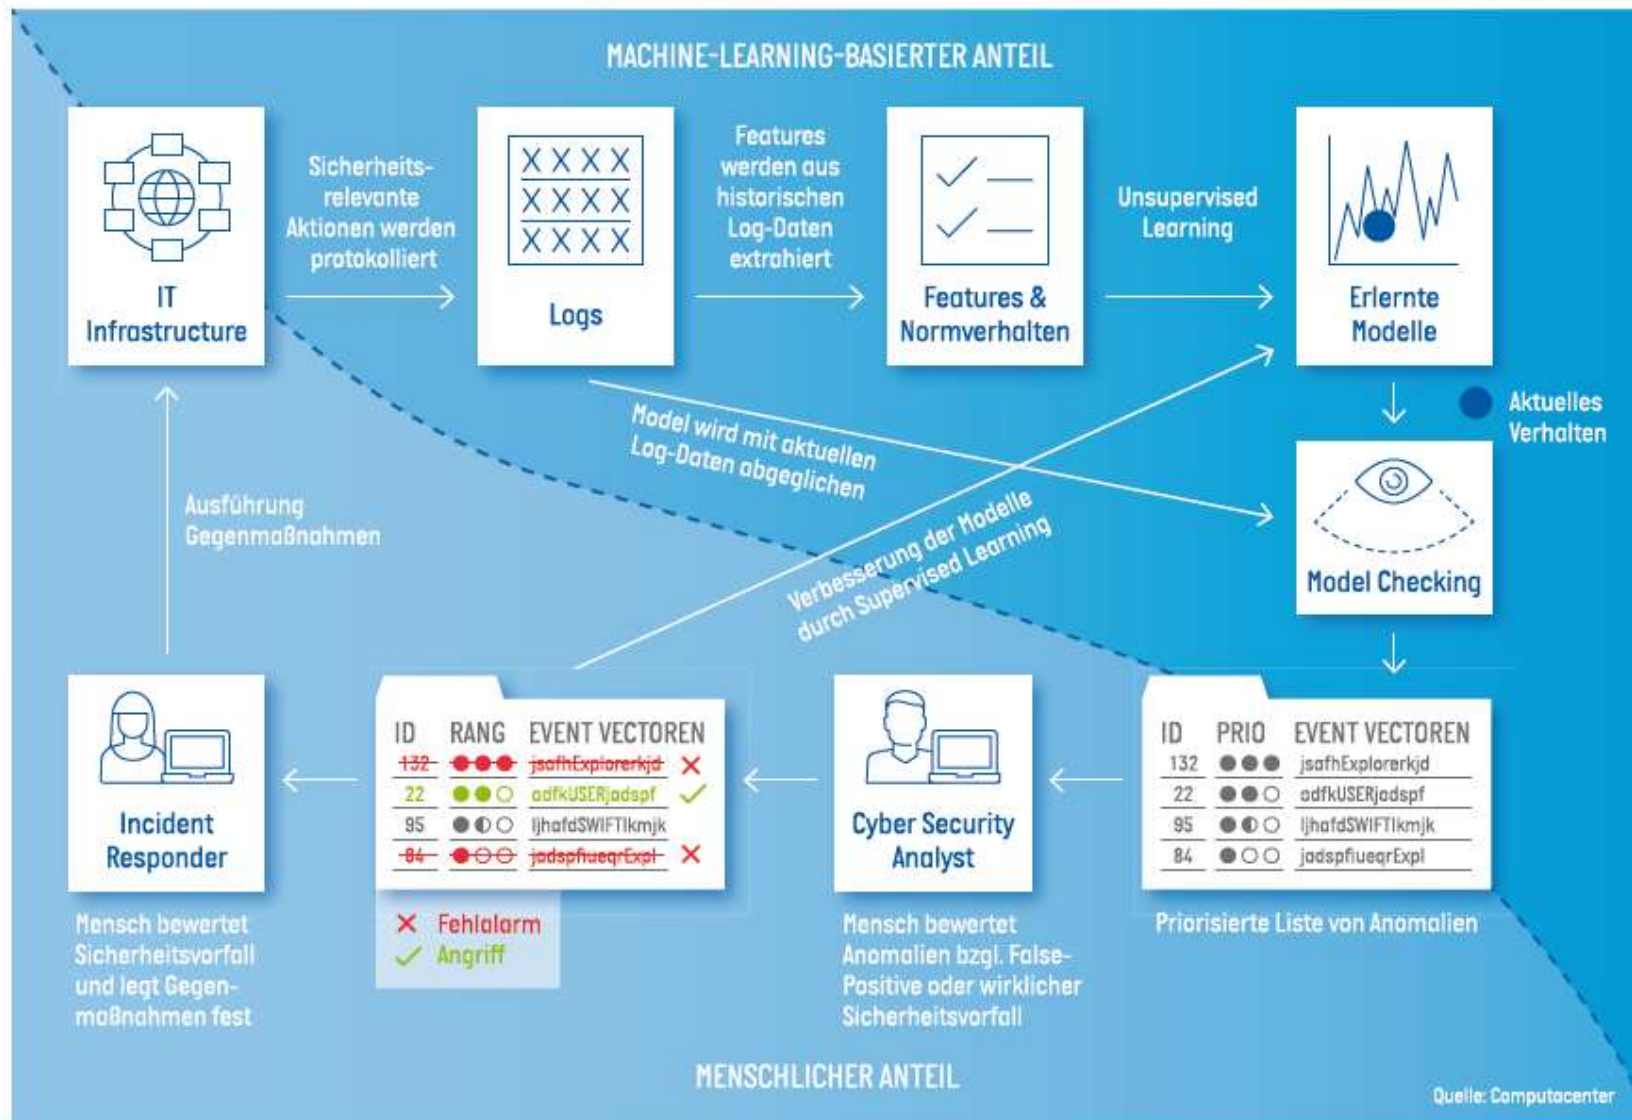 MACHINE-LEARNING-BASIERTER ANTEIL
IT
Infrastructure
Sicherheits-
relevante
Aktionen werden
protokolliert
X X X X
X X X X
X X X X
Logs
Features
werden aus
historischen
Log-Daten
extrahiert
Features &
Normverhalten
Unsupervised
Learning
Erlernte
Modelle
Aktuelles
Verhalten
Model wird mit aktuellen
Log-Daten abgeglichen
Verbesserung der Modelle
durch Supervised Learning
Model Checking
Ausführung
Gegenmaßnahmen
Incident
Responder
Mensch bewertet
Sicherheitsvorfall
und legt Gegen-
maßnahmen fest
ID RANG EVENT VECTOREN
132 jsafhExplorerkjd
22 adfkUSERjadspf
95 ljhafdSWIFTlkmjk
84 jadspfiueqrExpl
Fehlalarm
Angriff
Cyber Security
Analyst
Mensch bewertet
Anomalien bzgl. False-
Positive oder wirklicher
Sicherheitsvorfall
ID PRIO EVENT VECTOREN
132 jsafhExplorerkjd
22 adfkUSERjadspf
95 ljhafdSWIFTlkmjk
84 jadspfiueqrExpl
Priorisierte Liste von Anomalien
MENSCHLICHER ANTEIL
Quelle: Computacenter